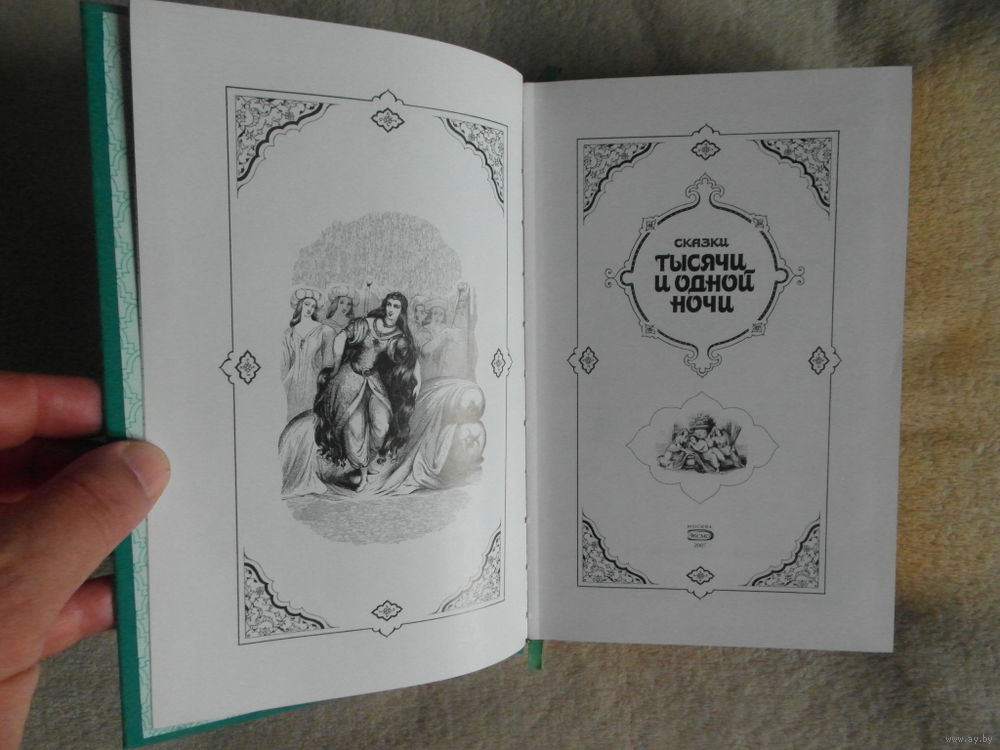 СКАЗКИ
ТЫСЯЧИ
И ОДНОЙ
НОЧИ
МОСКВА
ЭКСМО
2007
www.ay.by